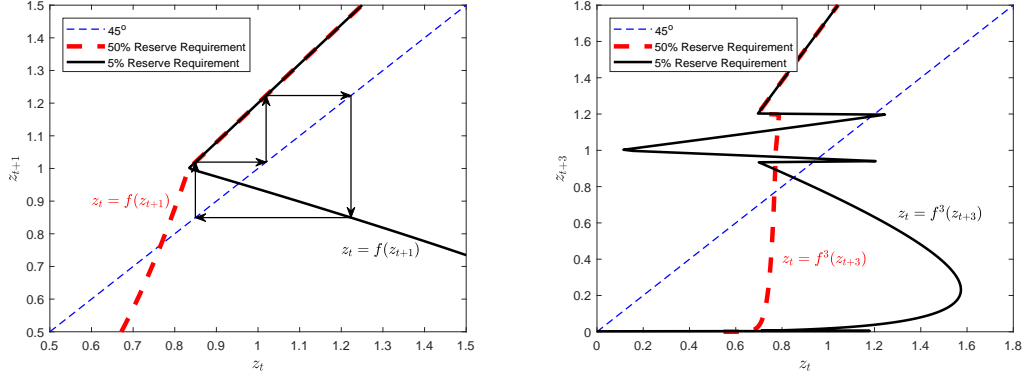 45°
50% Reserve Requirement
5% Reserve Requirement
z_t = f(z_{t+1})
z_t = f(z_{t+1})
z_{t+1}
1.5
1.4
1.3
1.2
1.1
1
0.9
0.8
0.7
0.6
0.5
0.5 0.6 0.7 0.8 0.9 1 1.1 1.2 1.3 1.4 1.5
z_t
45°
50% Reserve Requirement
5% Reserve Requirement
z_t = f³(z_{t+3})
z_t = f³(z_{t+3})
z_{t+3}
1.8
1.6
1.4
1.2
1
0.8
0.6
0.4
0.2
0
0 0.2 0.4 0.6 0.8 1 1.2 1.4 1.6 1.8
z_t